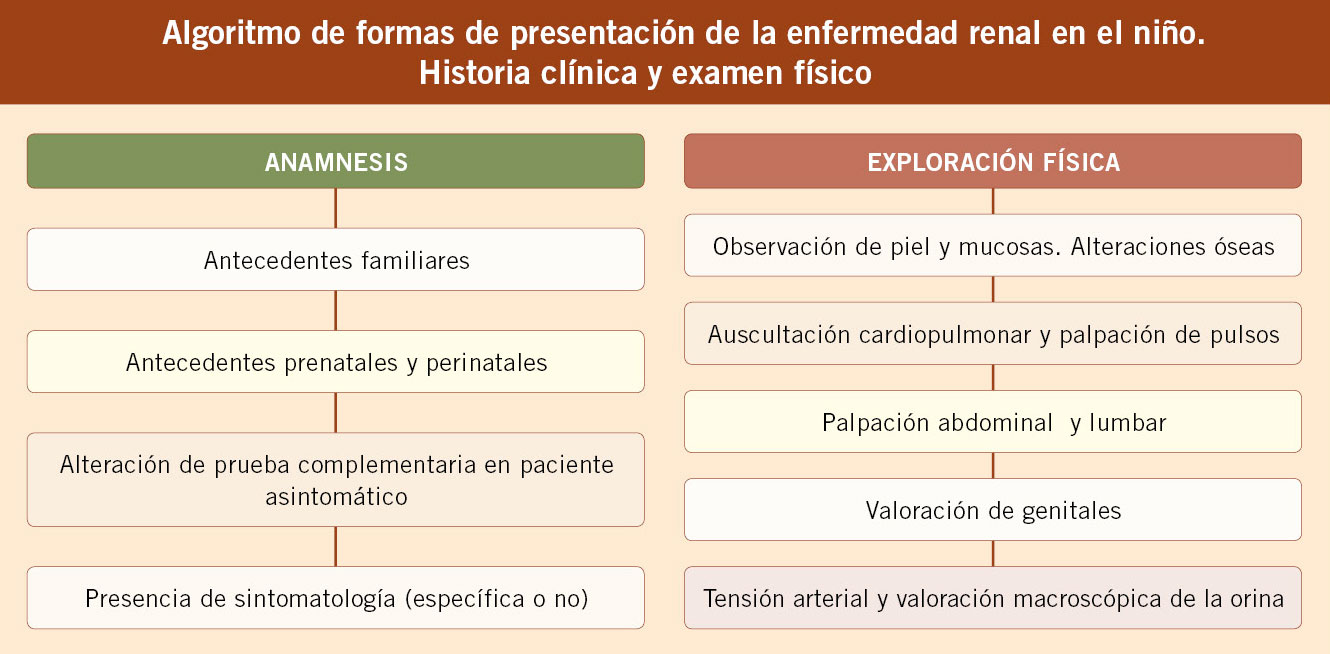 Algoritmo de formas de presentación de la enfermedad renal en el niño.
Historia clínica y examen físico
ANAMNESIS
Antecedentes familiares
Antecedentes prenatales y perinatales
Alteración de prueba complementaria en paciente
asintomático
Presencia de sintomatología (específica o no)
EXPLORACIÓN FÍSICA
Observación de piel y mucosas. Alteraciones óseas
Auscultación cardiopulmonar y palpación de pulsos
Palpación abdominal  y lumbar
Valoración de genitales
Tensión arterial y valoración macroscópica de la orina